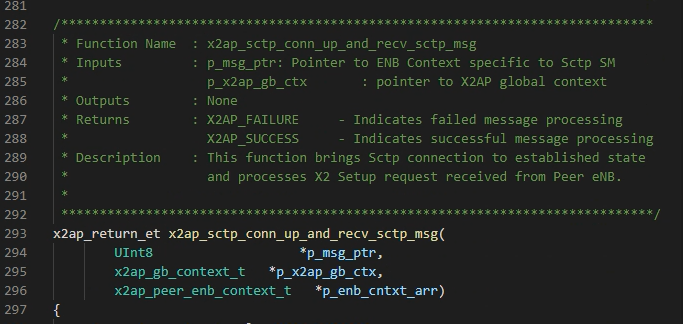 281
282 /*****************************************************************************
283 * Function Name : x2ap_sctp_conn_up_and_recv_sctp_msg
284 * Inputs : p_msg_ptr: Pointer to ENB Context specific to Sctp SM
285 * p_x2ap_gb_ctx : pointer to X2AP global context
286 * Outputs : None
287 * Returns : X2AP_FAILURE - Indicates failed message processing
288 * X2AP_SUCCESS - Indicates successful message processing
289 * Description : This function brings Sctp connection to established state
290 * and processes X2 Setup request received from Peer eNB.
291 *
292 *****************************************************************************/
293 x2ap_return_et x2ap_sctp_conn_up_and_recv_sctp_msg(
294 UInt8 *p_msg_ptr,
295 x2ap_gb_context_t *p_x2ap_gb_ctx,
296 x2ap_peer_enb_context_t *p_enb_cntxt_arr)
297 {